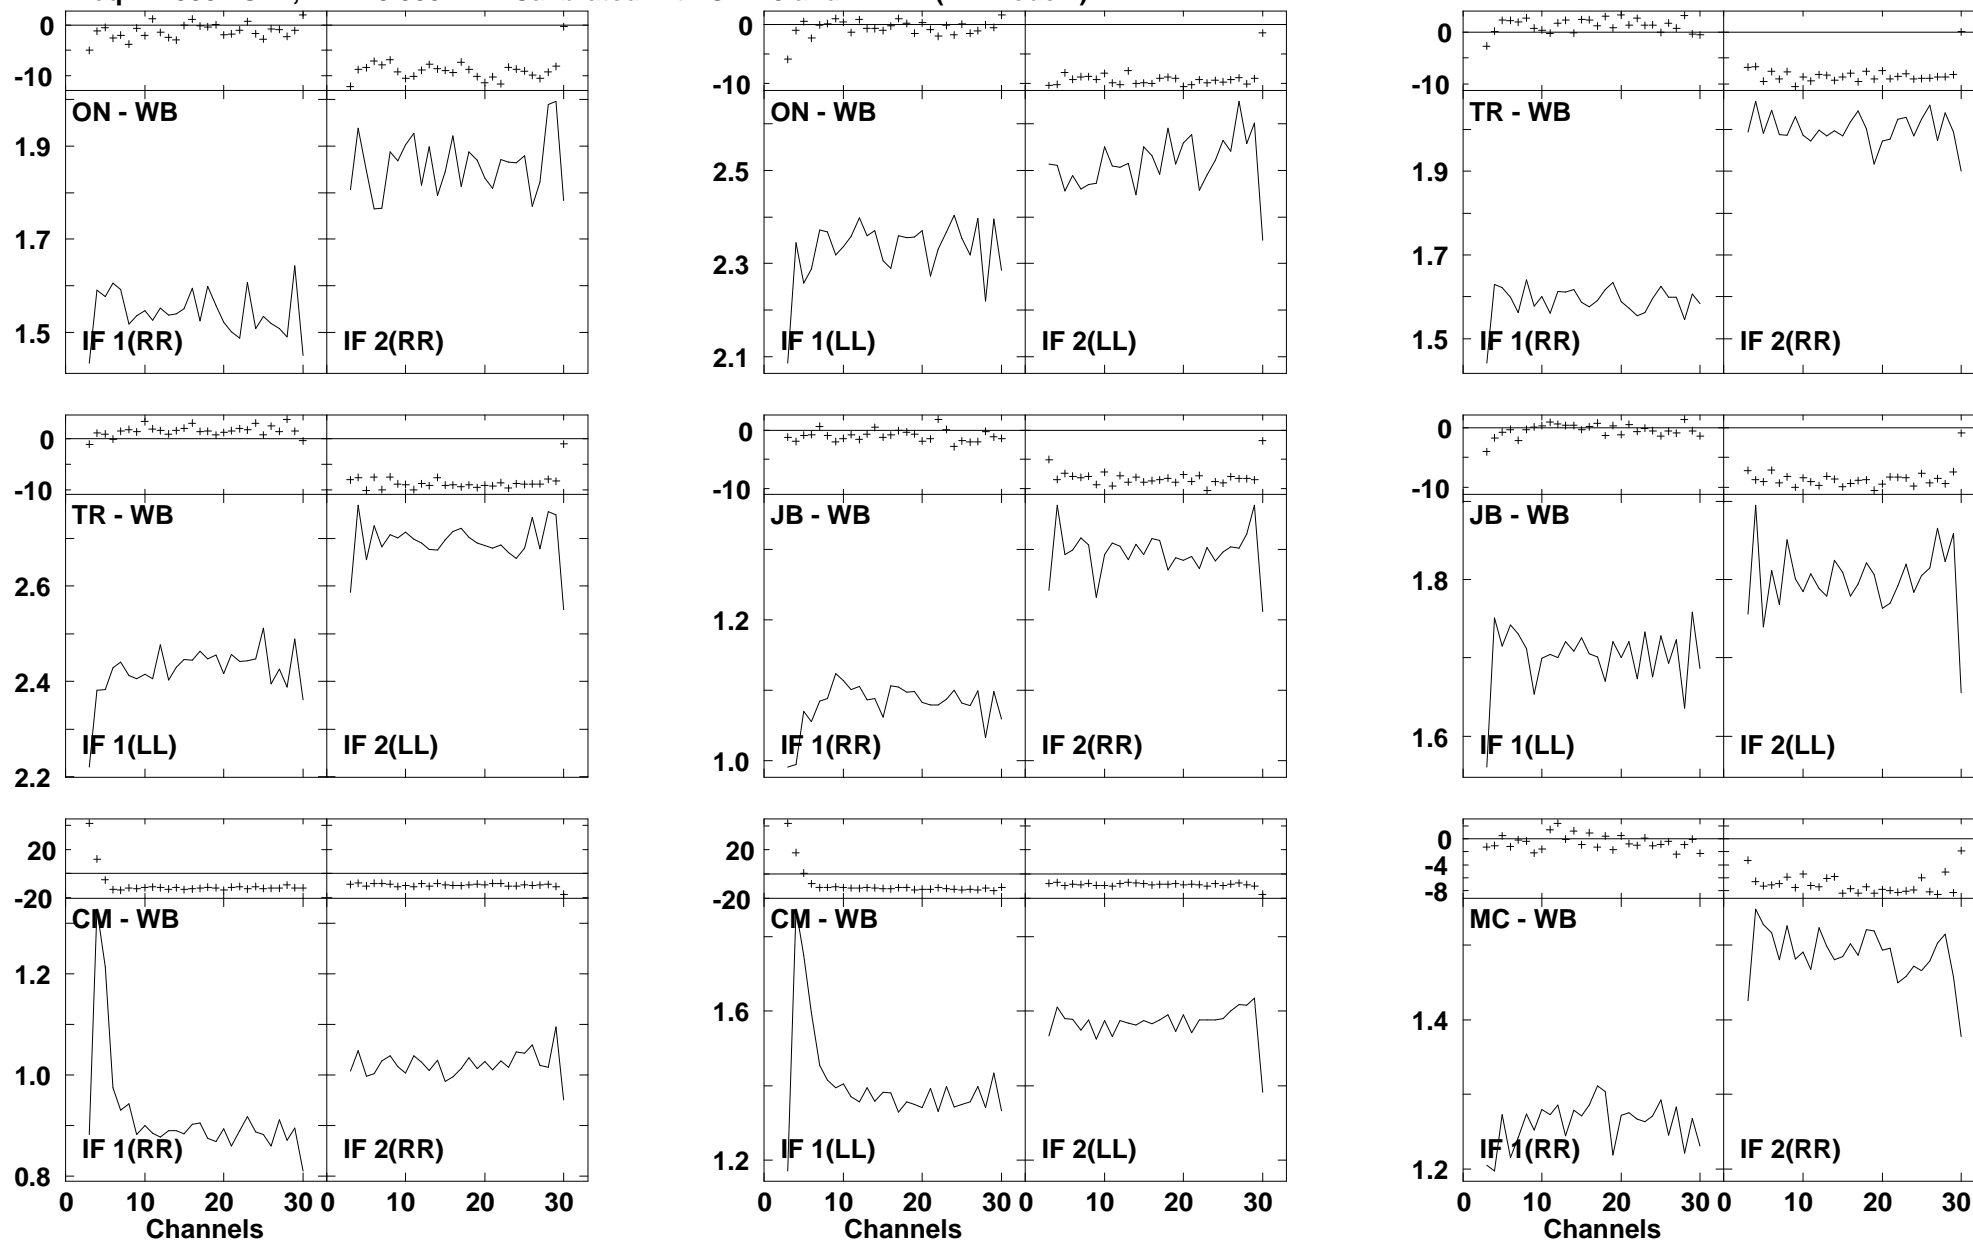 0
-10
ON - WB
1.9
1.7
1.5
IF 1(RR)
IF 2(RR)
0
-10
ON - WB
2.5
2.3
2.1
IF 1(LL)
IF 2(LL)
0
-10
TR - WB
1.9
1.7
1.5
IF 1(RR)
IF 2(RR)
0
-10
TR - WB
2.6
2.4
2.2
IF 1(LL)
IF 2(LL)
0
-10
JB - WB
1.2
1.0
IF 1(RR)
IF 2(RR)
0
-10
JB - WB
1.8
1.6
IF 1(LL)
IF 2(LL)
20
-20
CM - WB
1.2
1.0
0.8
IF 1(RR)
IF 2(RR)
0 10 20 30 0 10 20 30
Channels
20
-20
CM - WB
1.6
1.2
IF 1(LL)
IF 2(LL)
0 10 20 30 0 10 20 30
Channels
0
-4
-8
MC - WB
1.4
1.2
IF 1(RR)
IF 2(RR)
0 10 20 30 0 10 20 30
Channels